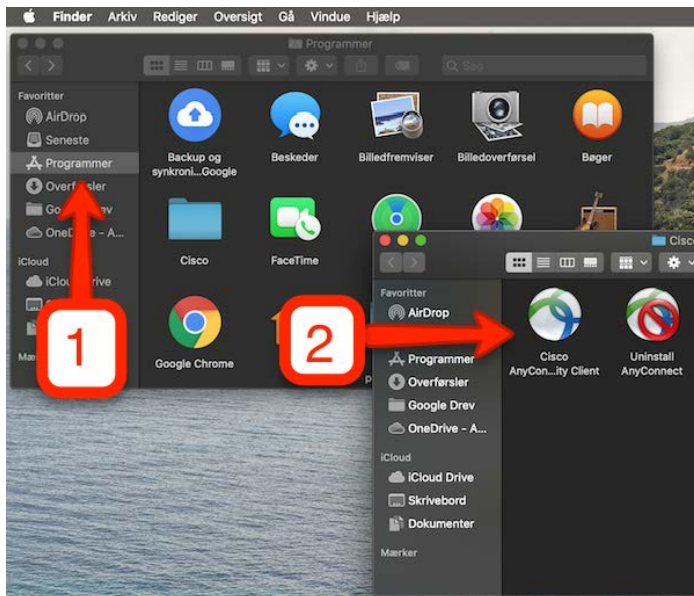 Finder Arkiv Rediger Oversigt Gå Vindue Hjælp
Programmer
Søg
Favoritter
AirDrop
Seneste
Programmer
Overførsler
OneDrive - A...
iCloud
Backup og
synkroni...Google
Beskeder
Billedfremviser
Billedoverførsel
Bøger
Cisco
FaceTime
Google Chrome
1
2
Cisco
Favoritter
AirDrop
Programmer
Overførsler
Google Drev
OneDrive - A...
iCloud
iCloud Drive
Skrivebord
Dokumenter
Mærker
Cisco
AnyCon...ity Client
Uninstall
AnyConnect